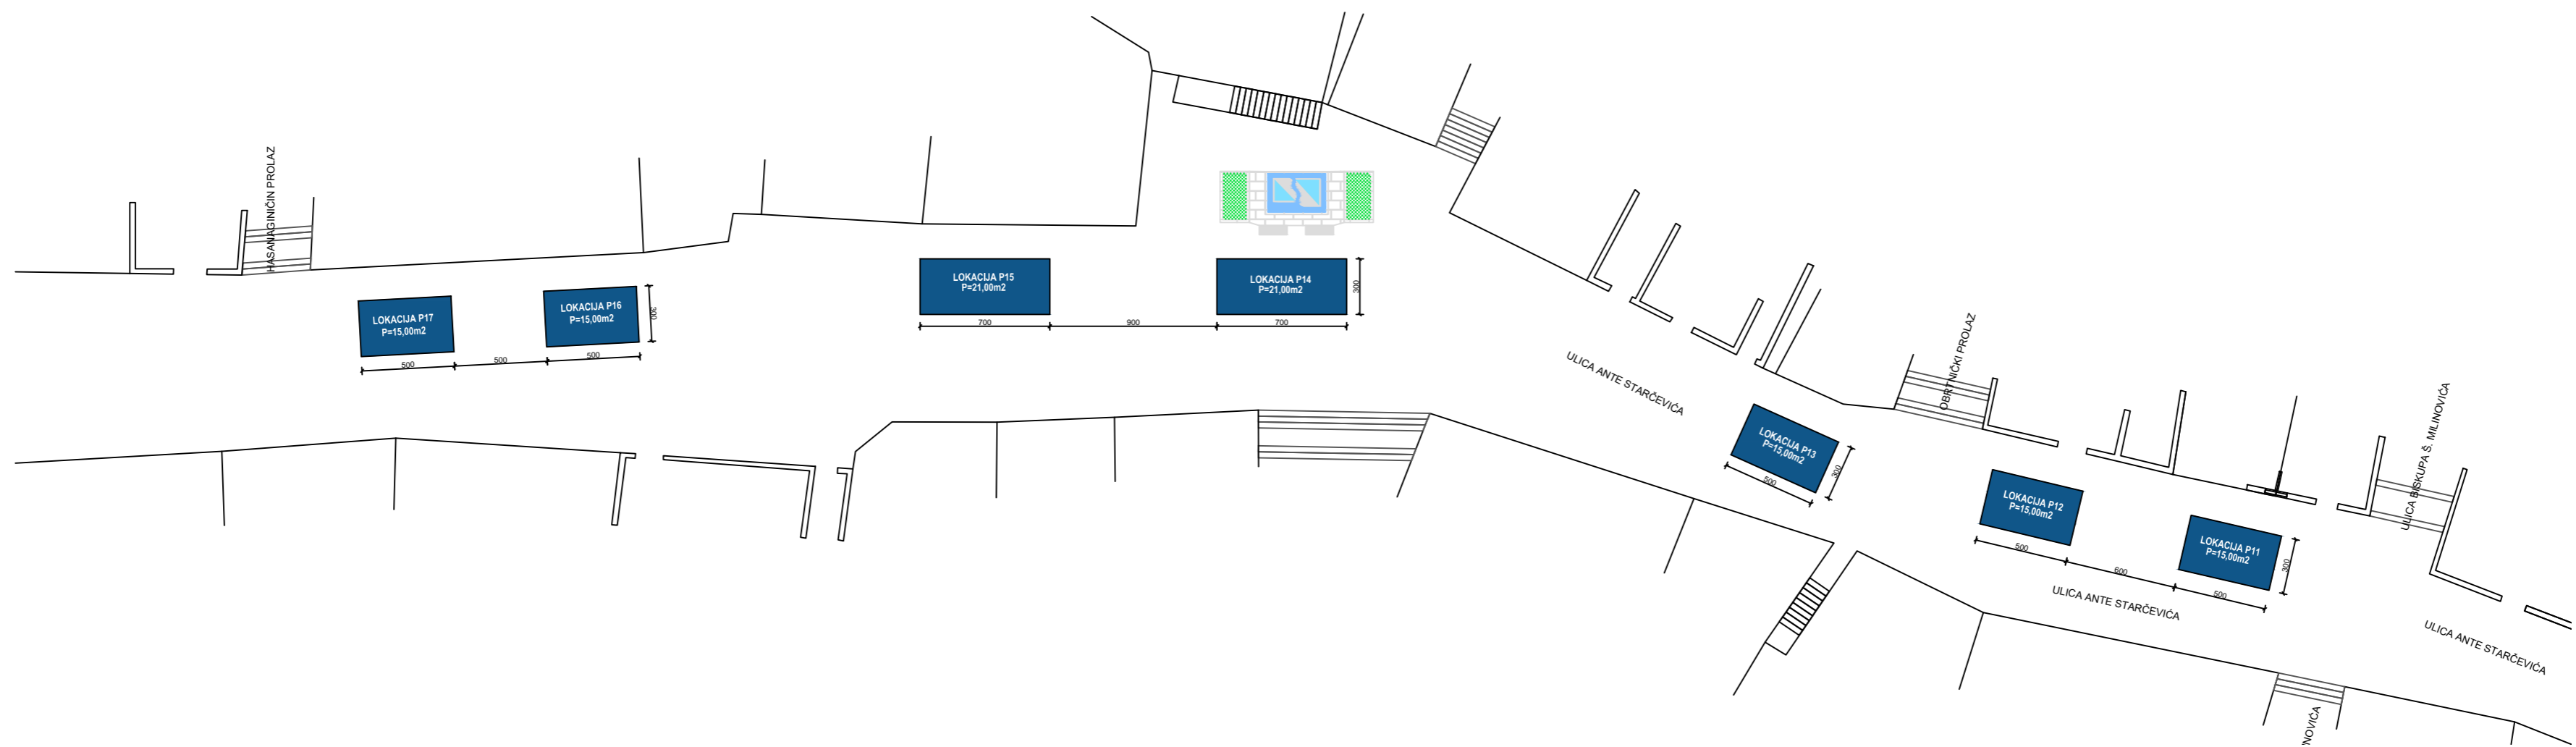 HASANAGINIČIN PROLAZ
LOKACIJA P17
P=15,00m2
500
500
LOKACIJA P16
P=15,00m2
500
300
LOKACIJA P15
P=21,00m2
700
900
LOKACIJA P14
P=21,00m2
700
300
ULICA ANTE STARČEVIĆA
LOKACIJA P13
P=15,00m2
500
300
OBRTNIČKI PROLAZ
LOKACIJA P12
P=15,00m2
500
600
LOKACIJA P11
P=15,00m2
500
300
ULICA ANTE STARČEVIĆA
ULICA BISKUPA Š. MILINOVIĆA
ULICA ANTE STARČEVIĆA